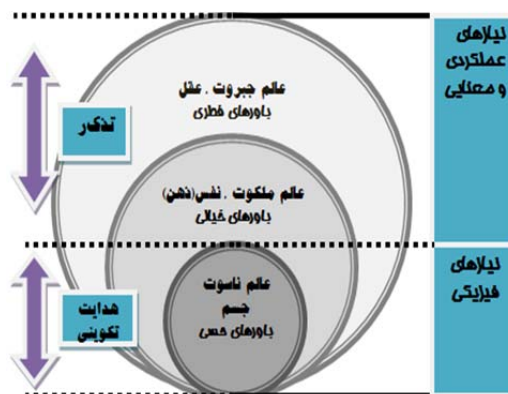 نیازهای
عملکردی
و معنایی
عالم جبروت . عقل
باورهای فطری
تذکر
عالم ملکوت . نفس(ذهن)
باورهای خیالی
نیازهای
فیزیکی
عالم ناسوت
جسم
باورهای حسی
هدایت
تکوینی